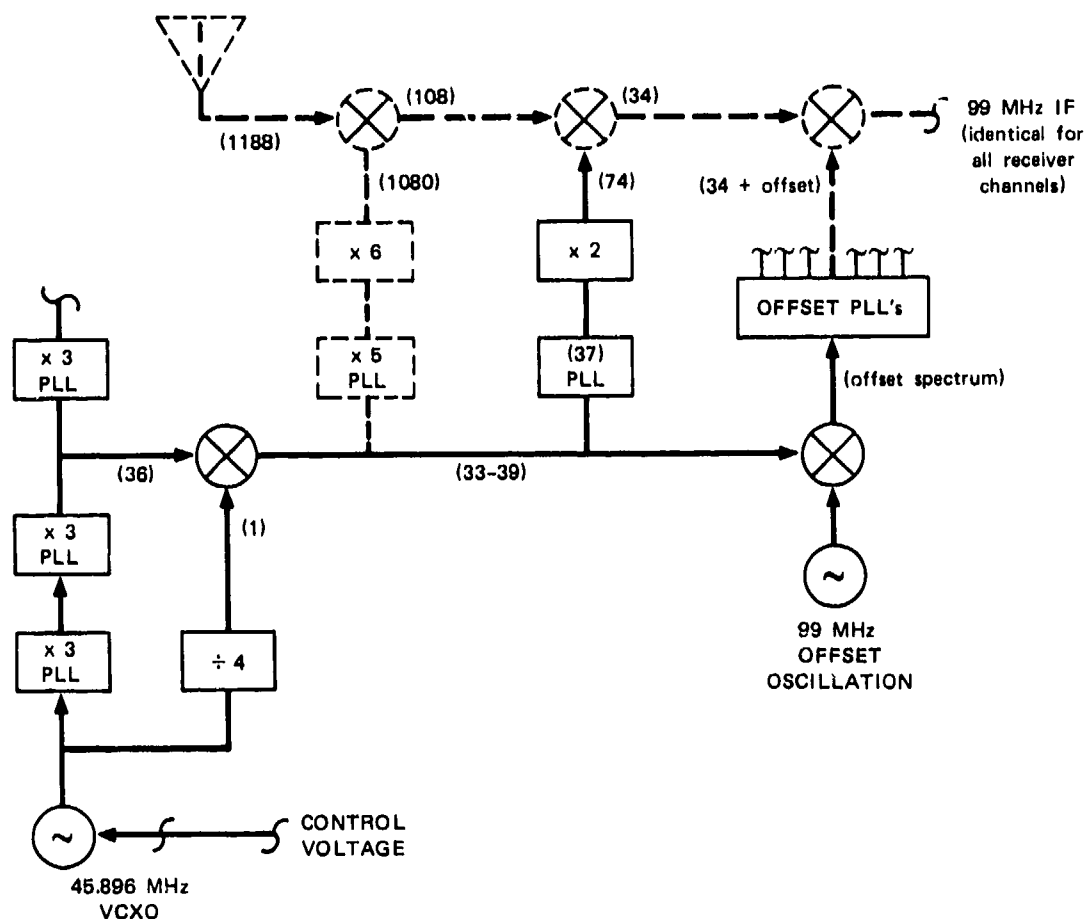 (108)
(34)
99 MHz IF
(identical for
all receiver
channels)
(1188)
(1080)
(74)
(34 + offset)
x 6
x 2
OFFSET PLL's
x 3
PLL
x 5
PLL
(37)
PLL
(offset spectrum)
(36)
(33-39)
x 3
PLL
(1)
~
x 3
PLL
÷ 4
99 MHz
OFFSET
OSCILLATION
~
CONTROL
VOLTAGE
45.896 MHz
VCXO